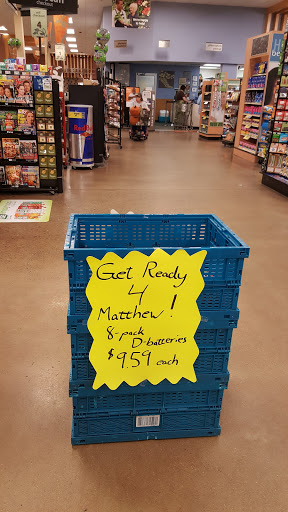 Get Ready
4
Matthew!
8-pack
D-batteries
$9.59 each